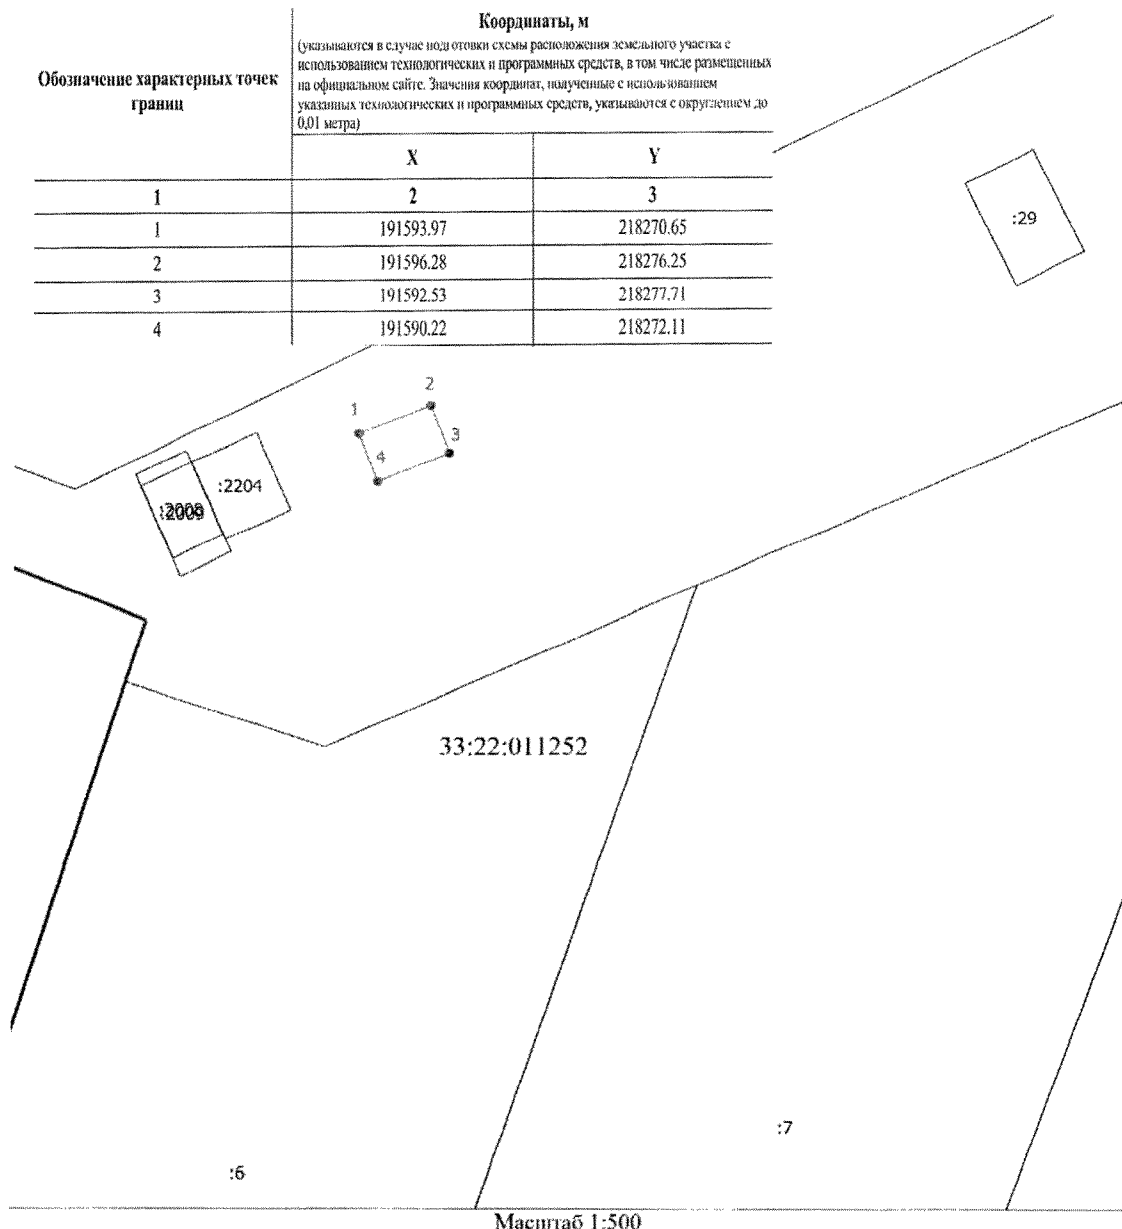 Координаты, м
(указываются в случае подготовки схемы расположения земельного участка с
использованием технологических и программных средств, в том числе размещенных
на официальном сайте. Значения координат, полученные с использованием
указанных технологических и программных средств, указываются с округлением до
0,01 метра)
Обозначение характерных точек
границ
X Y
1 2 3
1 191593.97 218270.65
2 191596.28 218276.25
3 191592.53 218277.71
4 191590.22 218272.11
:29
1
2
3
4
:2204
33:22:011252
:7
:6
Масштаб 1:500